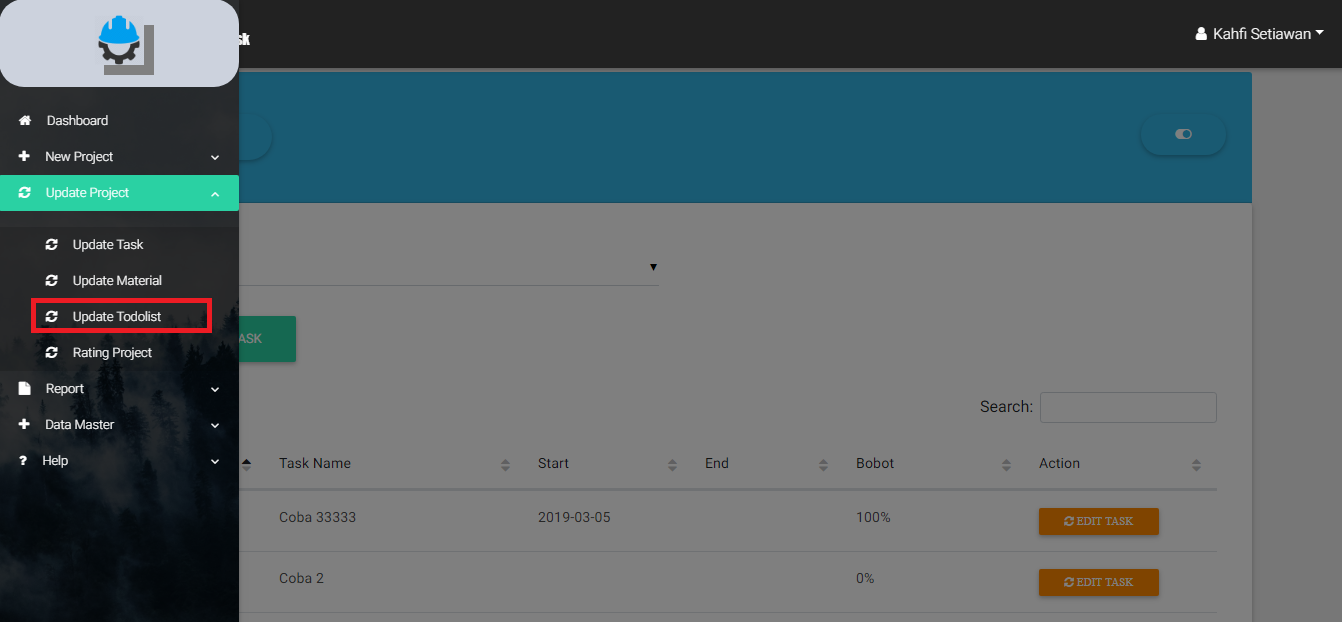 Kahfi Setiawan
Dashboard
New Project
Update Project
Update Task
Update Material
Update Todolist
Rating Project
Report
Data Master
Help
Search:
Task Name Start End Bobot Action
Coba 33333 2019-03-05 100% EDIT TASK
Coba 2 0% EDIT TASK